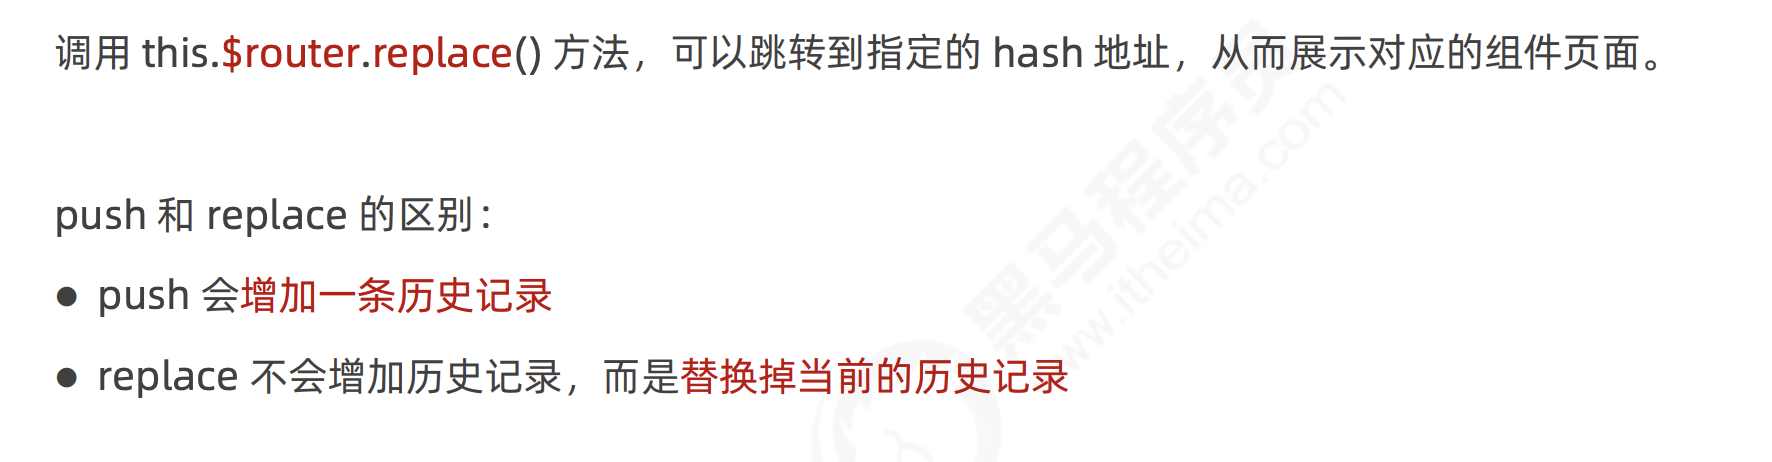 调用 this.$router.replace() 方法，可以跳转到指定的 hash 地址，从而展示对应的组件页面。
push 和 replace 的区别：
● push 会增加一条历史记录
● replace 不会增加历史记录，而是替换掉当前的历史记录
黑马程序员
www.itheima.com